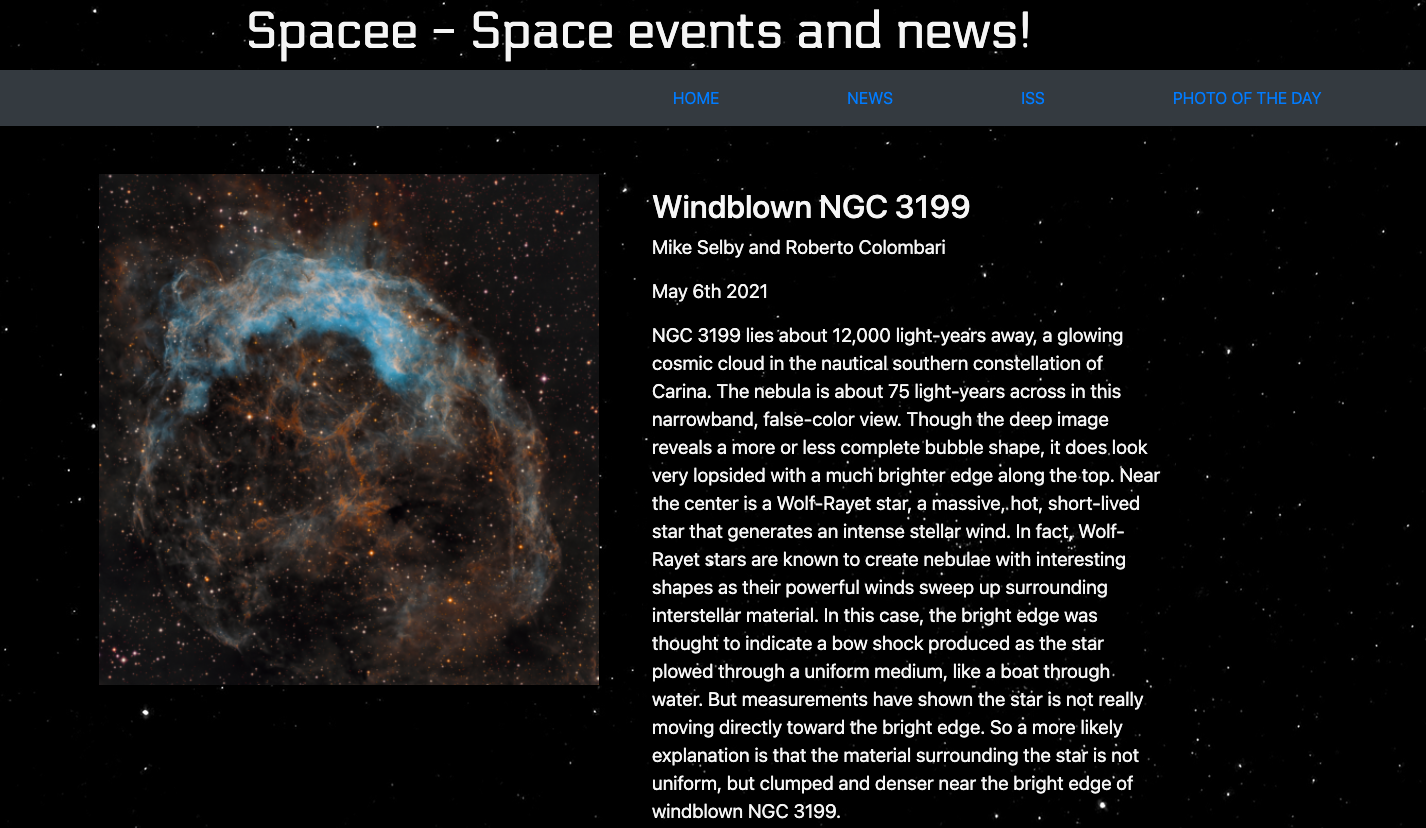 Spacee - Space events and news!
HOME NEWS ISS PHOTO OF THE DAY
Windblown NGC 3199
Mike Selby and Roberto Colombari
May 6th 2021
NGC 3199 lies about 12,000 light-years away, a glowing
cosmic cloud in the nautical southern constellation of
Carina. The nebula is about 75 light-years across in this
narrowband, false-color view. Though the deep image
reveals a more or less complete bubble shape, it does look
very lopsided with a much brighter edge along the top. Near
the center is a Wolf-Rayet star, a massive, hot, short-lived
star that generates an intense stellar wind. In fact, Wolf-
Rayet stars are known to create nebulae with interesting
shapes as their powerful winds sweep up surrounding
interstellar material. In this case, the bright edge was
thought to indicate a bow shock produced as the star
plowed through a uniform medium, like a boat through
water. But measurements have shown the star is not really
moving directly toward the bright edge. So a more likely
explanation is that the material surrounding the star is not
uniform, but clumped and denser near the bright edge of
windblown NGC 3199.